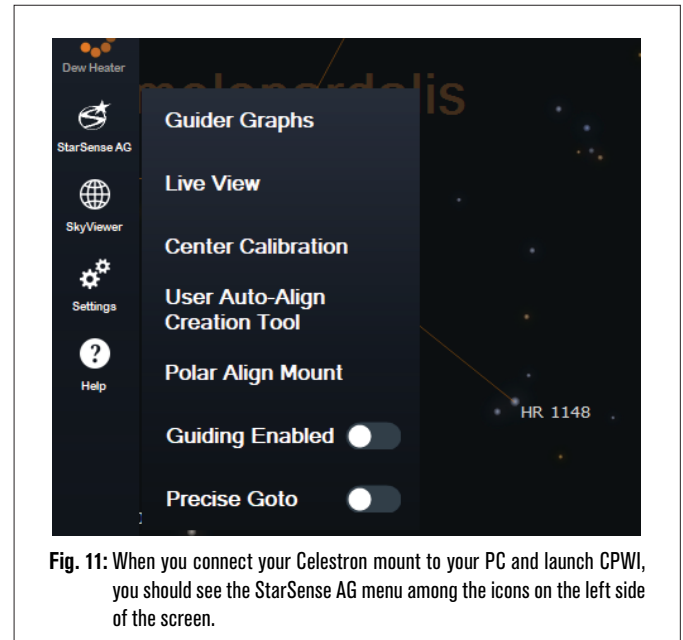 Dew Heater
StarSense AG
SkyViewer
Settings
Help
Guider Graphs
Live View
Center Calibration
User Auto-Align
Creation Tool
Polar Align Mount
Guiding Enabled
Precise Goto
HR 1148
Fig. 11: When you connect your Celestron mount to your PC and launch CPWI,
you should see the StarSense AG menu among the icons on the left side
of the screen.